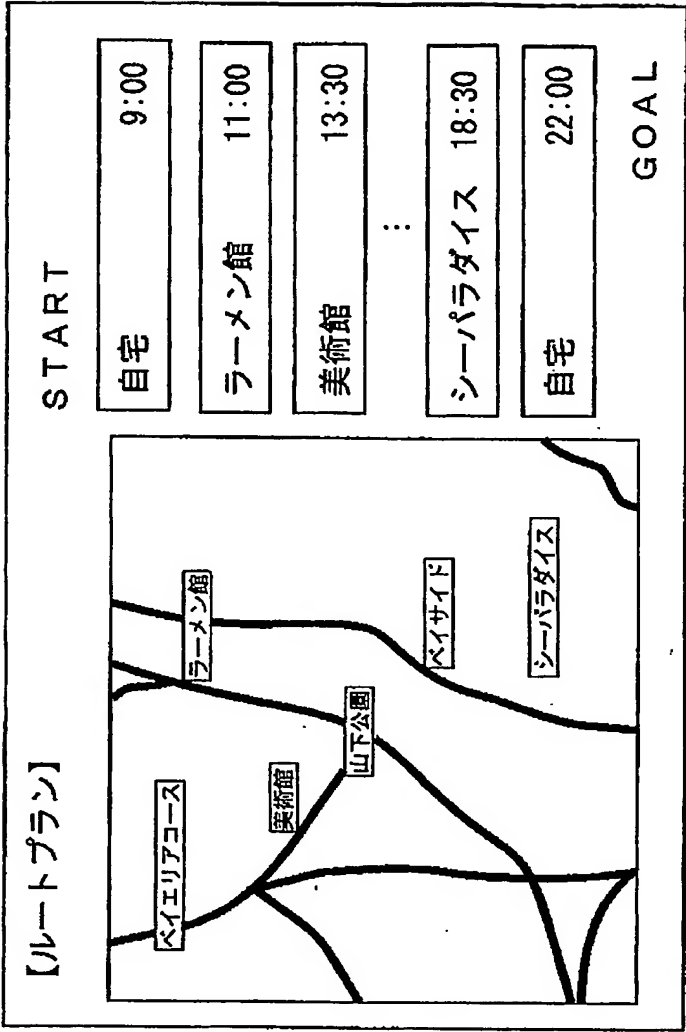 【ルートプラン】
ベイエリアコース
美術館
ラーメン館
山下公園
ベイサイド
シーパラダイス
START
自宅 9:00
ラーメン館 11:00
美術館 13:30
⋮
シーパラダイス 18:30
自宅 22:00
GOAL